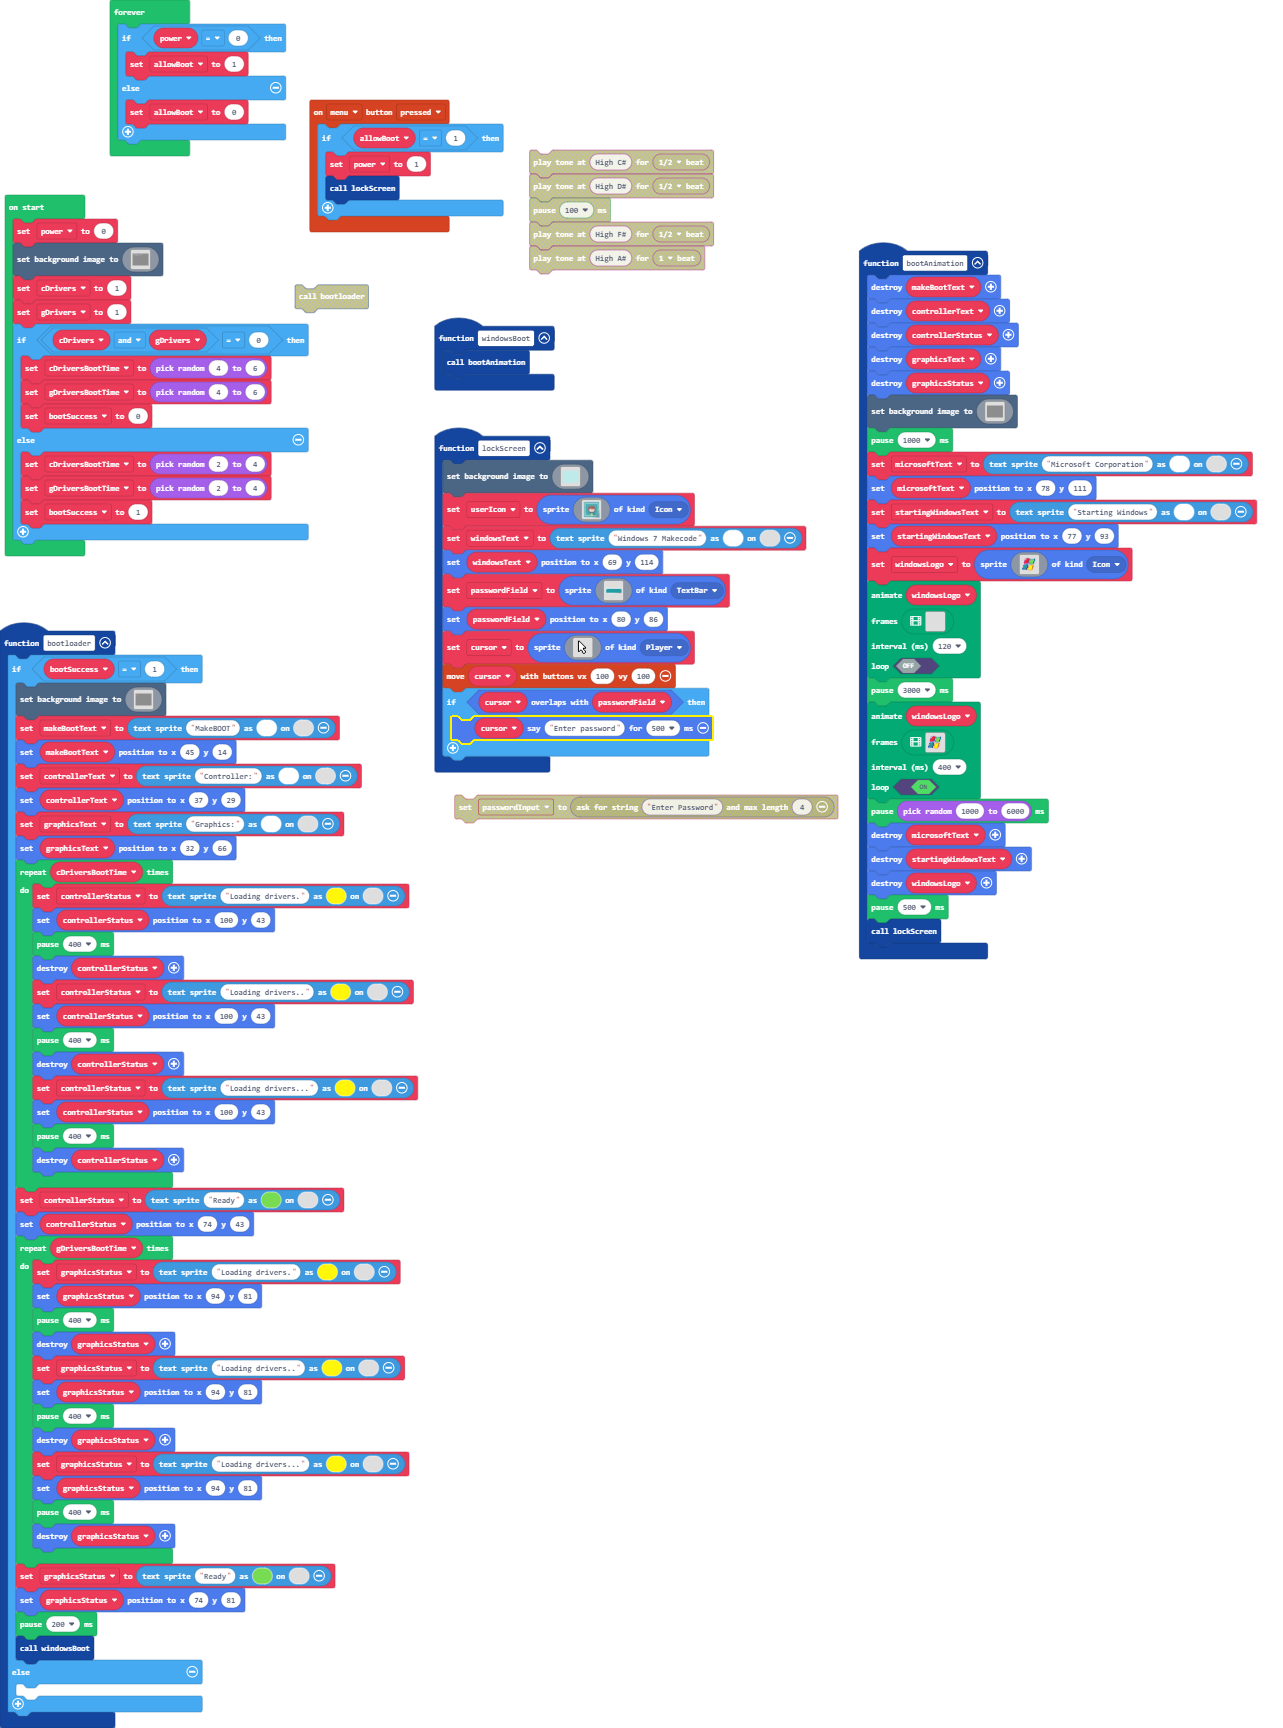 forever
if power = 0 then
set allowBoot to 1
else
set allowBoot to 0
on menu button pressed
if allowBoot = 1 then
set power to 1
call lockScreen
play tone at High C# for 1/2 beat
play tone at High D# for 1/2 beat
pause 100 ms
play tone at High F# for 1/2 beat
play tone at High A# for 1 beat
on start
set power to 0
set background image to
set cDrivers to 1
set gDrivers to 1
if cDrivers and gDrivers = 0 then
set cDriversBootTime to pick random 4 to 6
set gDriversBootTime to pick random 4 to 6
set bootSuccess to 0
else
set cDriversBootTime to pick random 2 to 4
set gDriversBootTime to pick random 2 to 4
set bootSuccess to 1
call bootloader
function windowsBoot
call bootAnimation
function lockScreen
set background image to
set userIcon to sprite of kind Icon
set windowsText to text sprite "Windows 7 Makecode" as on
set windowsText position to x 69 y 114
set passwordField to sprite of kind TextBar
set passwordField position to x 80 y 86
set cursor to sprite of kind Player
move cursor with buttons vx 100 vy 100
if cursor overlaps with passwordField then
cursor say "Enter password" for 500 ms
set passwordInput to ask for string "Enter Password" and max length 4
function bootAnimation
destroy makeBootText
destroy controllerText
destroy controllerStatus
destroy graphicsText
destroy graphicsStatus
set background image to
pause 1000 ms
set microsoftText to text sprite "Microsoft Corporation" as on
set microsoftText position to x 78 y 111
set startingWindowsText to text sprite "Starting Windows" as on
set startingWindowsText position to x 77 y 93
set windowsLogo to sprite of kind Icon
animate windowsLogo
frames
interval (ms) 120
loop OFF
pause 3000 ms
animate windowsLogo
frames
interval (ms) 400
loop ON
pause pick random 1000 to 6000 ms
destroy microsoftText
destroy startingWindowsText
destroy windowsLogo
pause 500 ms
call lockScreen
function bootloader
if bootSuccess = 1 then
set background image to
set makeBootText to text sprite "MakeBOOT" as on
set makeBootText position to x 45 y 14
set controllerText to text sprite "Controller:" as on
set controllerText position to x 37 y 29
set graphicsText to text sprite "Graphics:" as on
set graphicsText position to x 32 y 66
repeat cDriversBootTime times
do set controllerStatus to text sprite "Loading drivers." as on
set controllerStatus position to x 100 y 43
pause 400 ms
destroy controllerStatus
set controllerStatus to text sprite "Loading drivers.." as on
set controllerStatus position to x 100 y 43
pause 400 ms
destroy controllerStatus
set controllerStatus to text sprite "Loading drivers..." as on
set controllerStatus position to x 100 y 43
pause 400 ms
destroy controllerStatus
set controllerStatus to text sprite "Ready" as on
set controllerStatus position to x 74 y 43
repeat gDriversBootTime times
do set graphicsStatus to text sprite "Loading drivers." as on
set graphicsStatus position to x 94 y 81
pause 400 ms
destroy graphicsStatus
set graphicsStatus to text sprite "Loading drivers.." as on
set graphicsStatus position to x 94 y 81
pause 400 ms
destroy graphicsStatus
set graphicsStatus to text sprite "Loading drivers..." as on
set graphicsStatus position to x 94 y 81
pause 400 ms
destroy graphicsStatus
set graphicsStatus to text sprite "Ready" as on
set graphicsStatus position to x 74 y 81
pause 200 ms
call windowsBoot
else